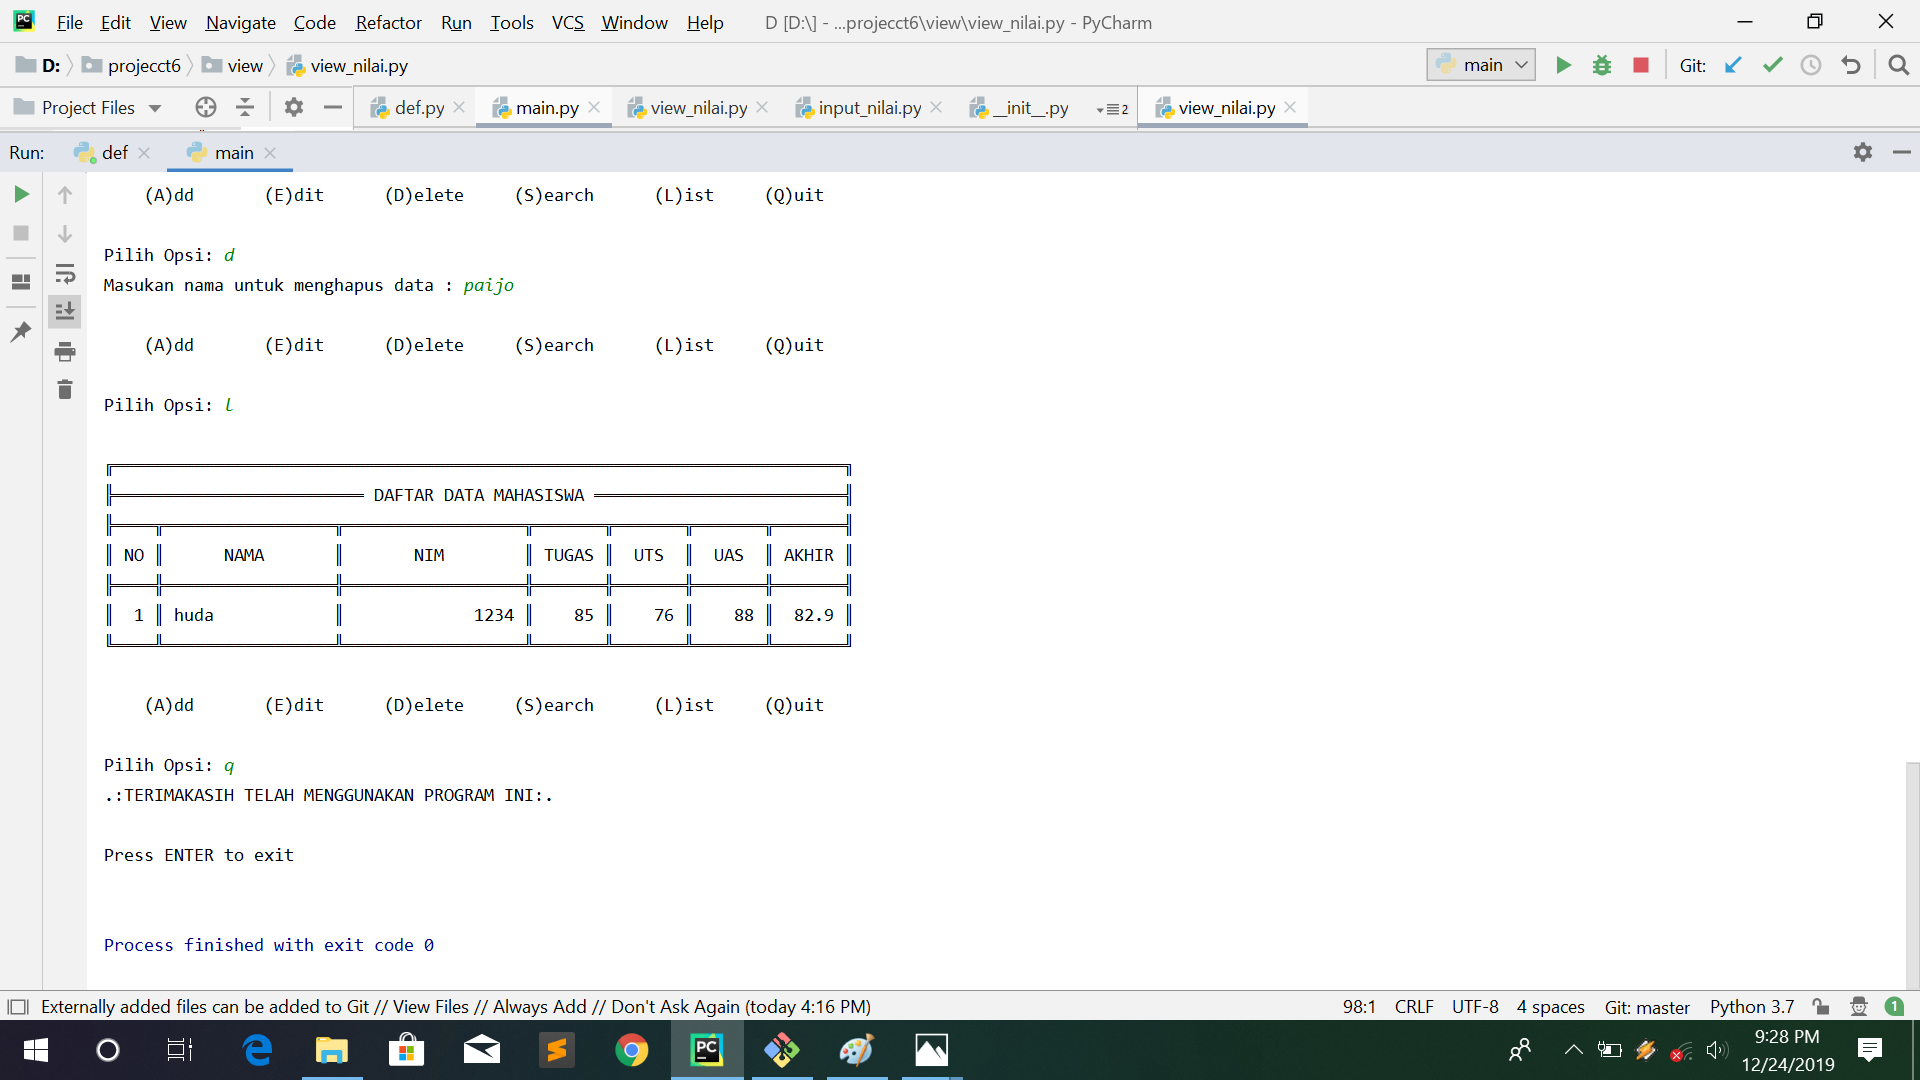 File Edit View Navigate Code Refactor Run Tools VCS Window Help D [D:\] - ...projecct6\view\view_nilai.py - PyCharm
D: projecct6 view view_nilai.py main Git:
Project Files def.py main.py view_nilai.py input_nilai.py __init__.py 2 view_nilai.py
Run: def main
(A)dd (E)dit (D)elete (S)earch (L)ist (Q)uit
Pilih Opsi: d
Masukan nama untuk menghapus data : paijo
(A)dd (E)dit (D)elete (S)earch (L)ist (Q)uit
Pilih Opsi: l
DAFTAR DATA MAHASISWA
NO NAMA NIM TUGAS UTS UAS AKHIR
1 huda 1234 85 76 88 82.9
(A)dd (E)dit (D)elete (S)earch (L)ist (Q)uit
Pilih Opsi: q
.:TERIMAKASIH TELAH MENGGUNAKAN PROGRAM INI:.
Press ENTER to exit
Process finished with exit code 0
Externally added files can be added to Git // View Files // Always Add // Don't Ask Again (today 4:16 PM) 98:1 CRLF UTF-8 4 spaces Git: master Python 3.7 1
PC
9:28 PM
12/24/2019